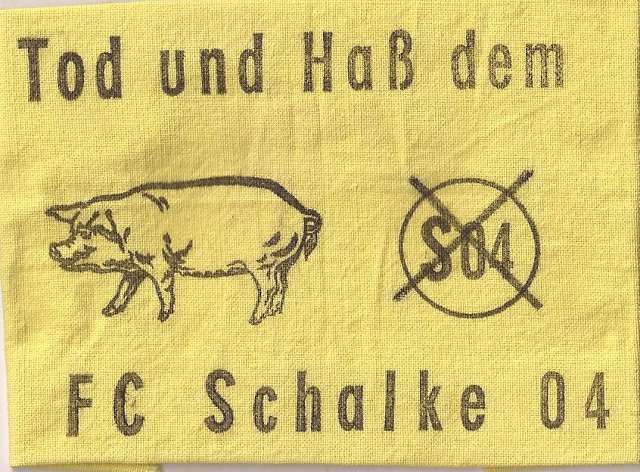 Tod und Haß dem
S04
FC Schalke 04